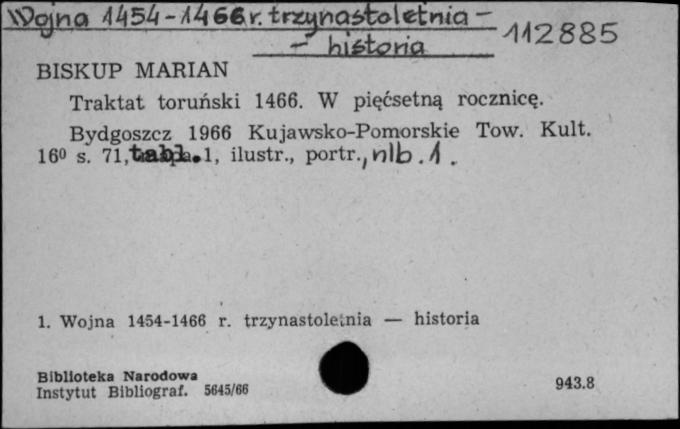 Wojna 1454-1466 r. trzynastoletnia -
- historia
112885
BISKUP MARIAN
Traktat toruński 1466. W pięćsetną rocznicę.
Bydgoszcz 1966 Kujawsko-Pomorskie Tow. Kult.
16⁰ s. 71, tabl. 1, ilustr., portr., nlb. 1.
1. Wojna 1454-1466 r. trzynastoletnia — historia
Biblioteka Narodowa
Instytut Bibliograf. 5645/66
943.8